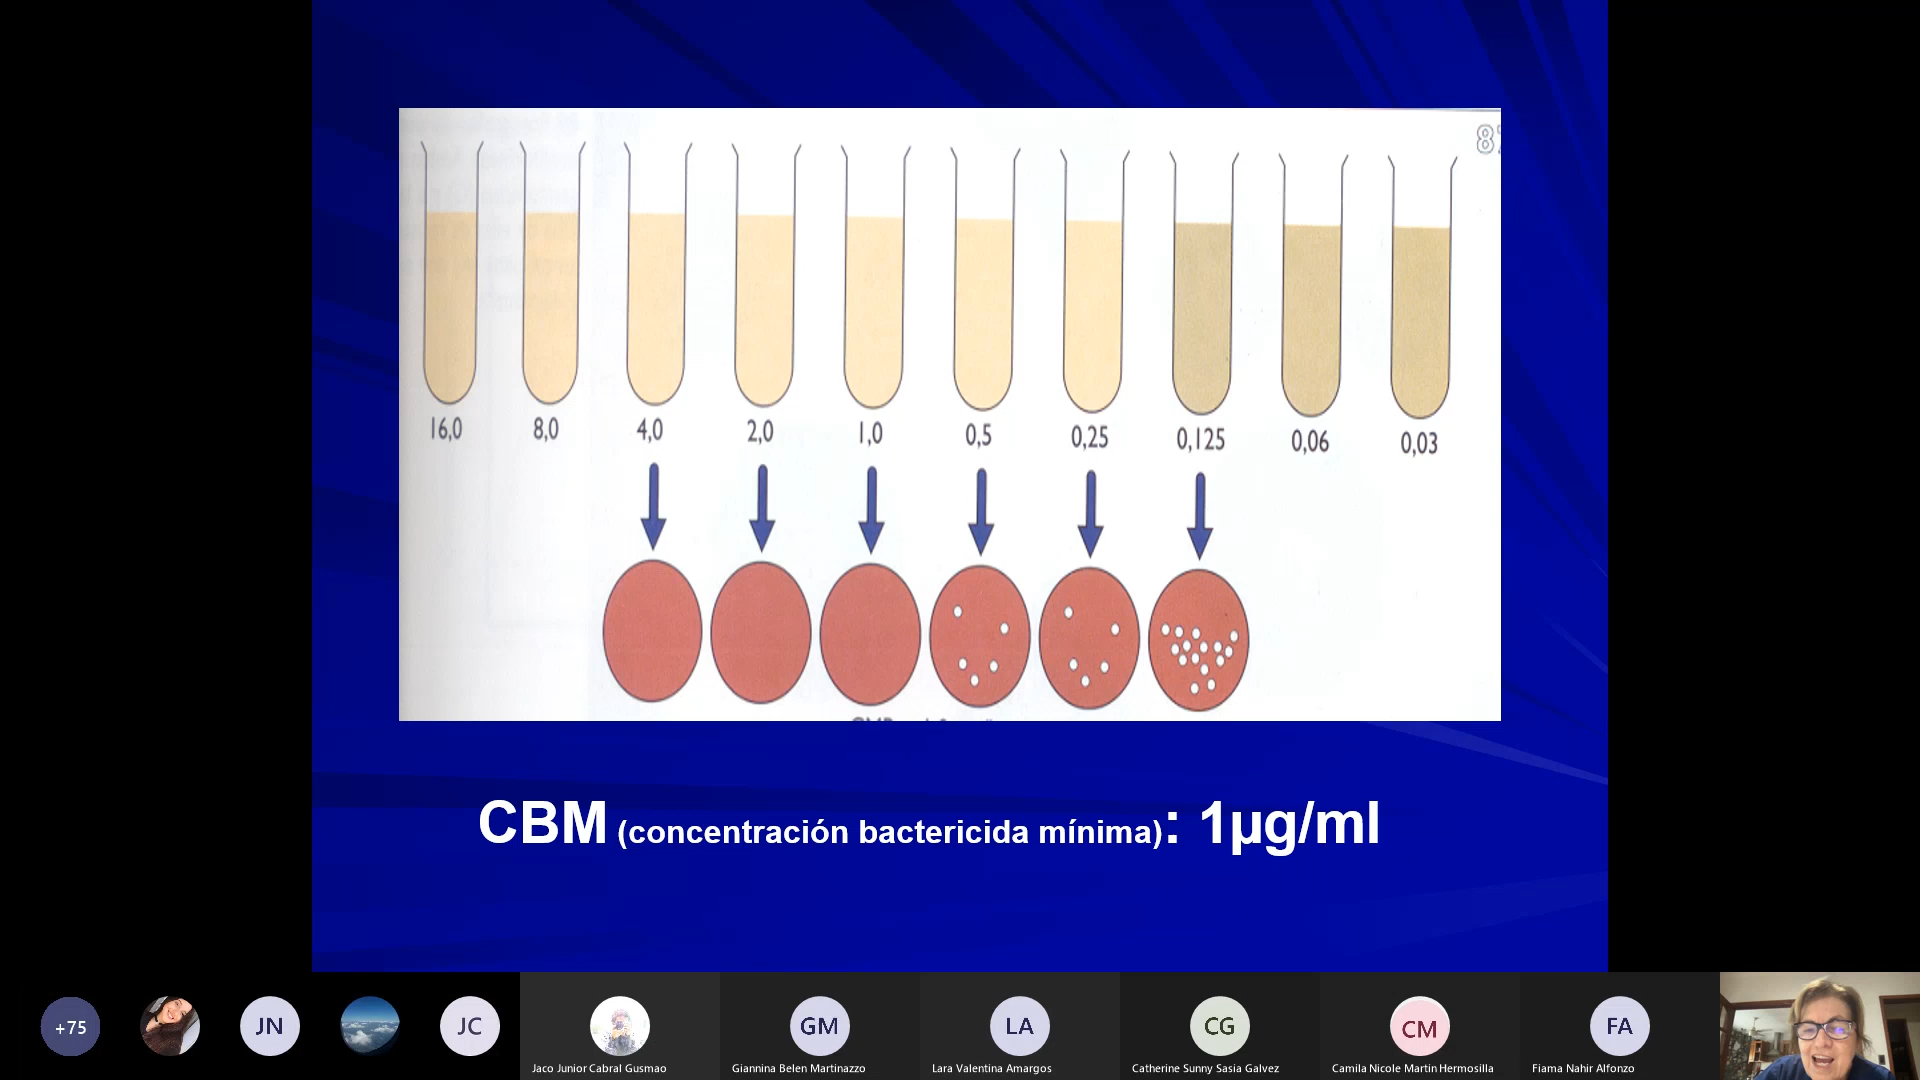 16,0 8,0 4,0 2,0 1,0 0,5 0,25 0,125 0,06 0,03
CBM (concentración bactericida mínima): 1µg/ml
+75 JN JC GM LA CG CM FA
Jaco Junior Cabral Gusmao
Giannina Belen Martinazzo
Lara Valentina Amargos
Catherine Sunny Sasia Galvez
Camila Nicole Martin Hermosilla
Fiama Nahir Alfonzo